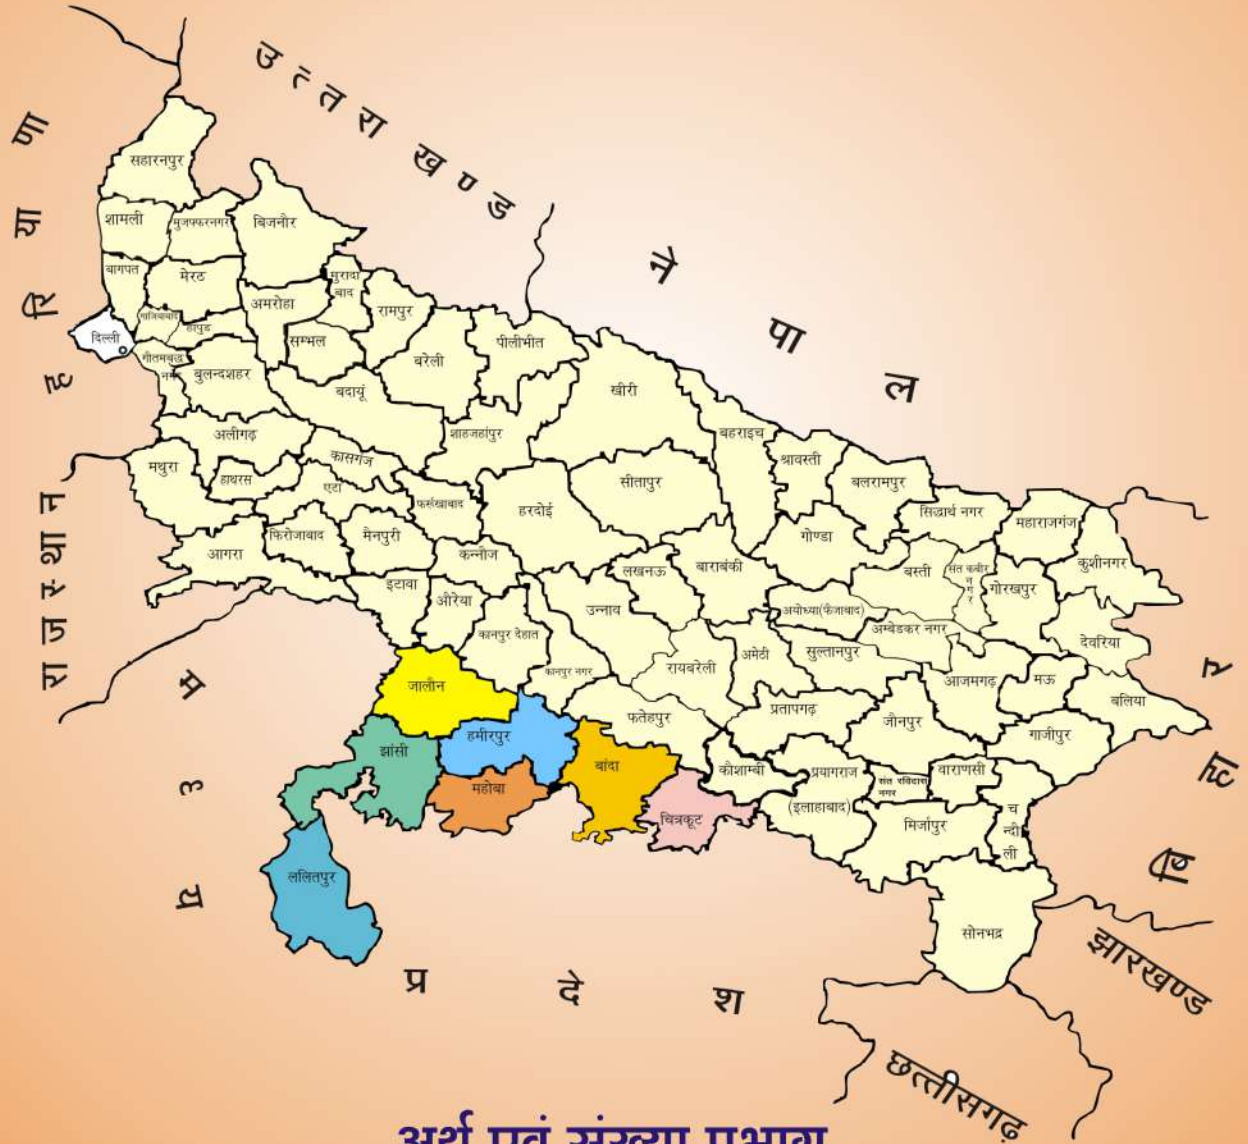 उत्तराखण्ड
हरियाणा
नेपाल
राजस्थान
मध्य
प्रदेश
बिहार
झारखण्ड
छत्तीसगढ़
सहारनपुर
शामली
मुजफ्फरनगर
बिजनौर
बागपत
मेरठ
मुरादा
बाद
अमरोहा
रामपुर
गाजियाबाद
हापुड़
दिल्ली
सम्भल
बरेली
पीलीभीत
गौतमबुद्ध
नगर
बुलन्दशहर
बदायूं
खीरी
शाहजहांपुर
बहराइच
अलीगढ़
कासगंज
श्रावस्ती
मथुरा
हाथरस
एटा
फर्रुखाबाद
हरदोई
सीतापुर
बलरामपुर
सिद्धार्थ नगर
महाराजगंज
आगरा
फिरोजाबाद
मैनपुरी
कन्नौज
गोण्डा
लखनऊ
बाराबंकी
बस्ती
संत कबीर
न
ग
र
गोरखपुर
कुशीनगर
इटावा
औरेया
उन्नाव
अयोध्या(फैजाबाद)
अम्बेडकर नगर
देवरिया
कानपुर देहात
कानपुर नगर
रायबरेली
अमेठी
सुल्तानपुर
आजमगढ़
मऊ
बलिया
जालौन
फतेहपुर
प्रतापगढ़
जौनपुर
गाजीपुर
झांसी
हमीरपुर
महोबा
बांदा
चित्रकूट
कौशाम्बी
प्रयागराज
(इलाहाबाद)
संत रविदास
नगर
वाराणसी
मिर्जापुर
च
न्दौ
ली
ललितपुर
सोनभद्र
अर्थ एवं संख्या प्रभाग